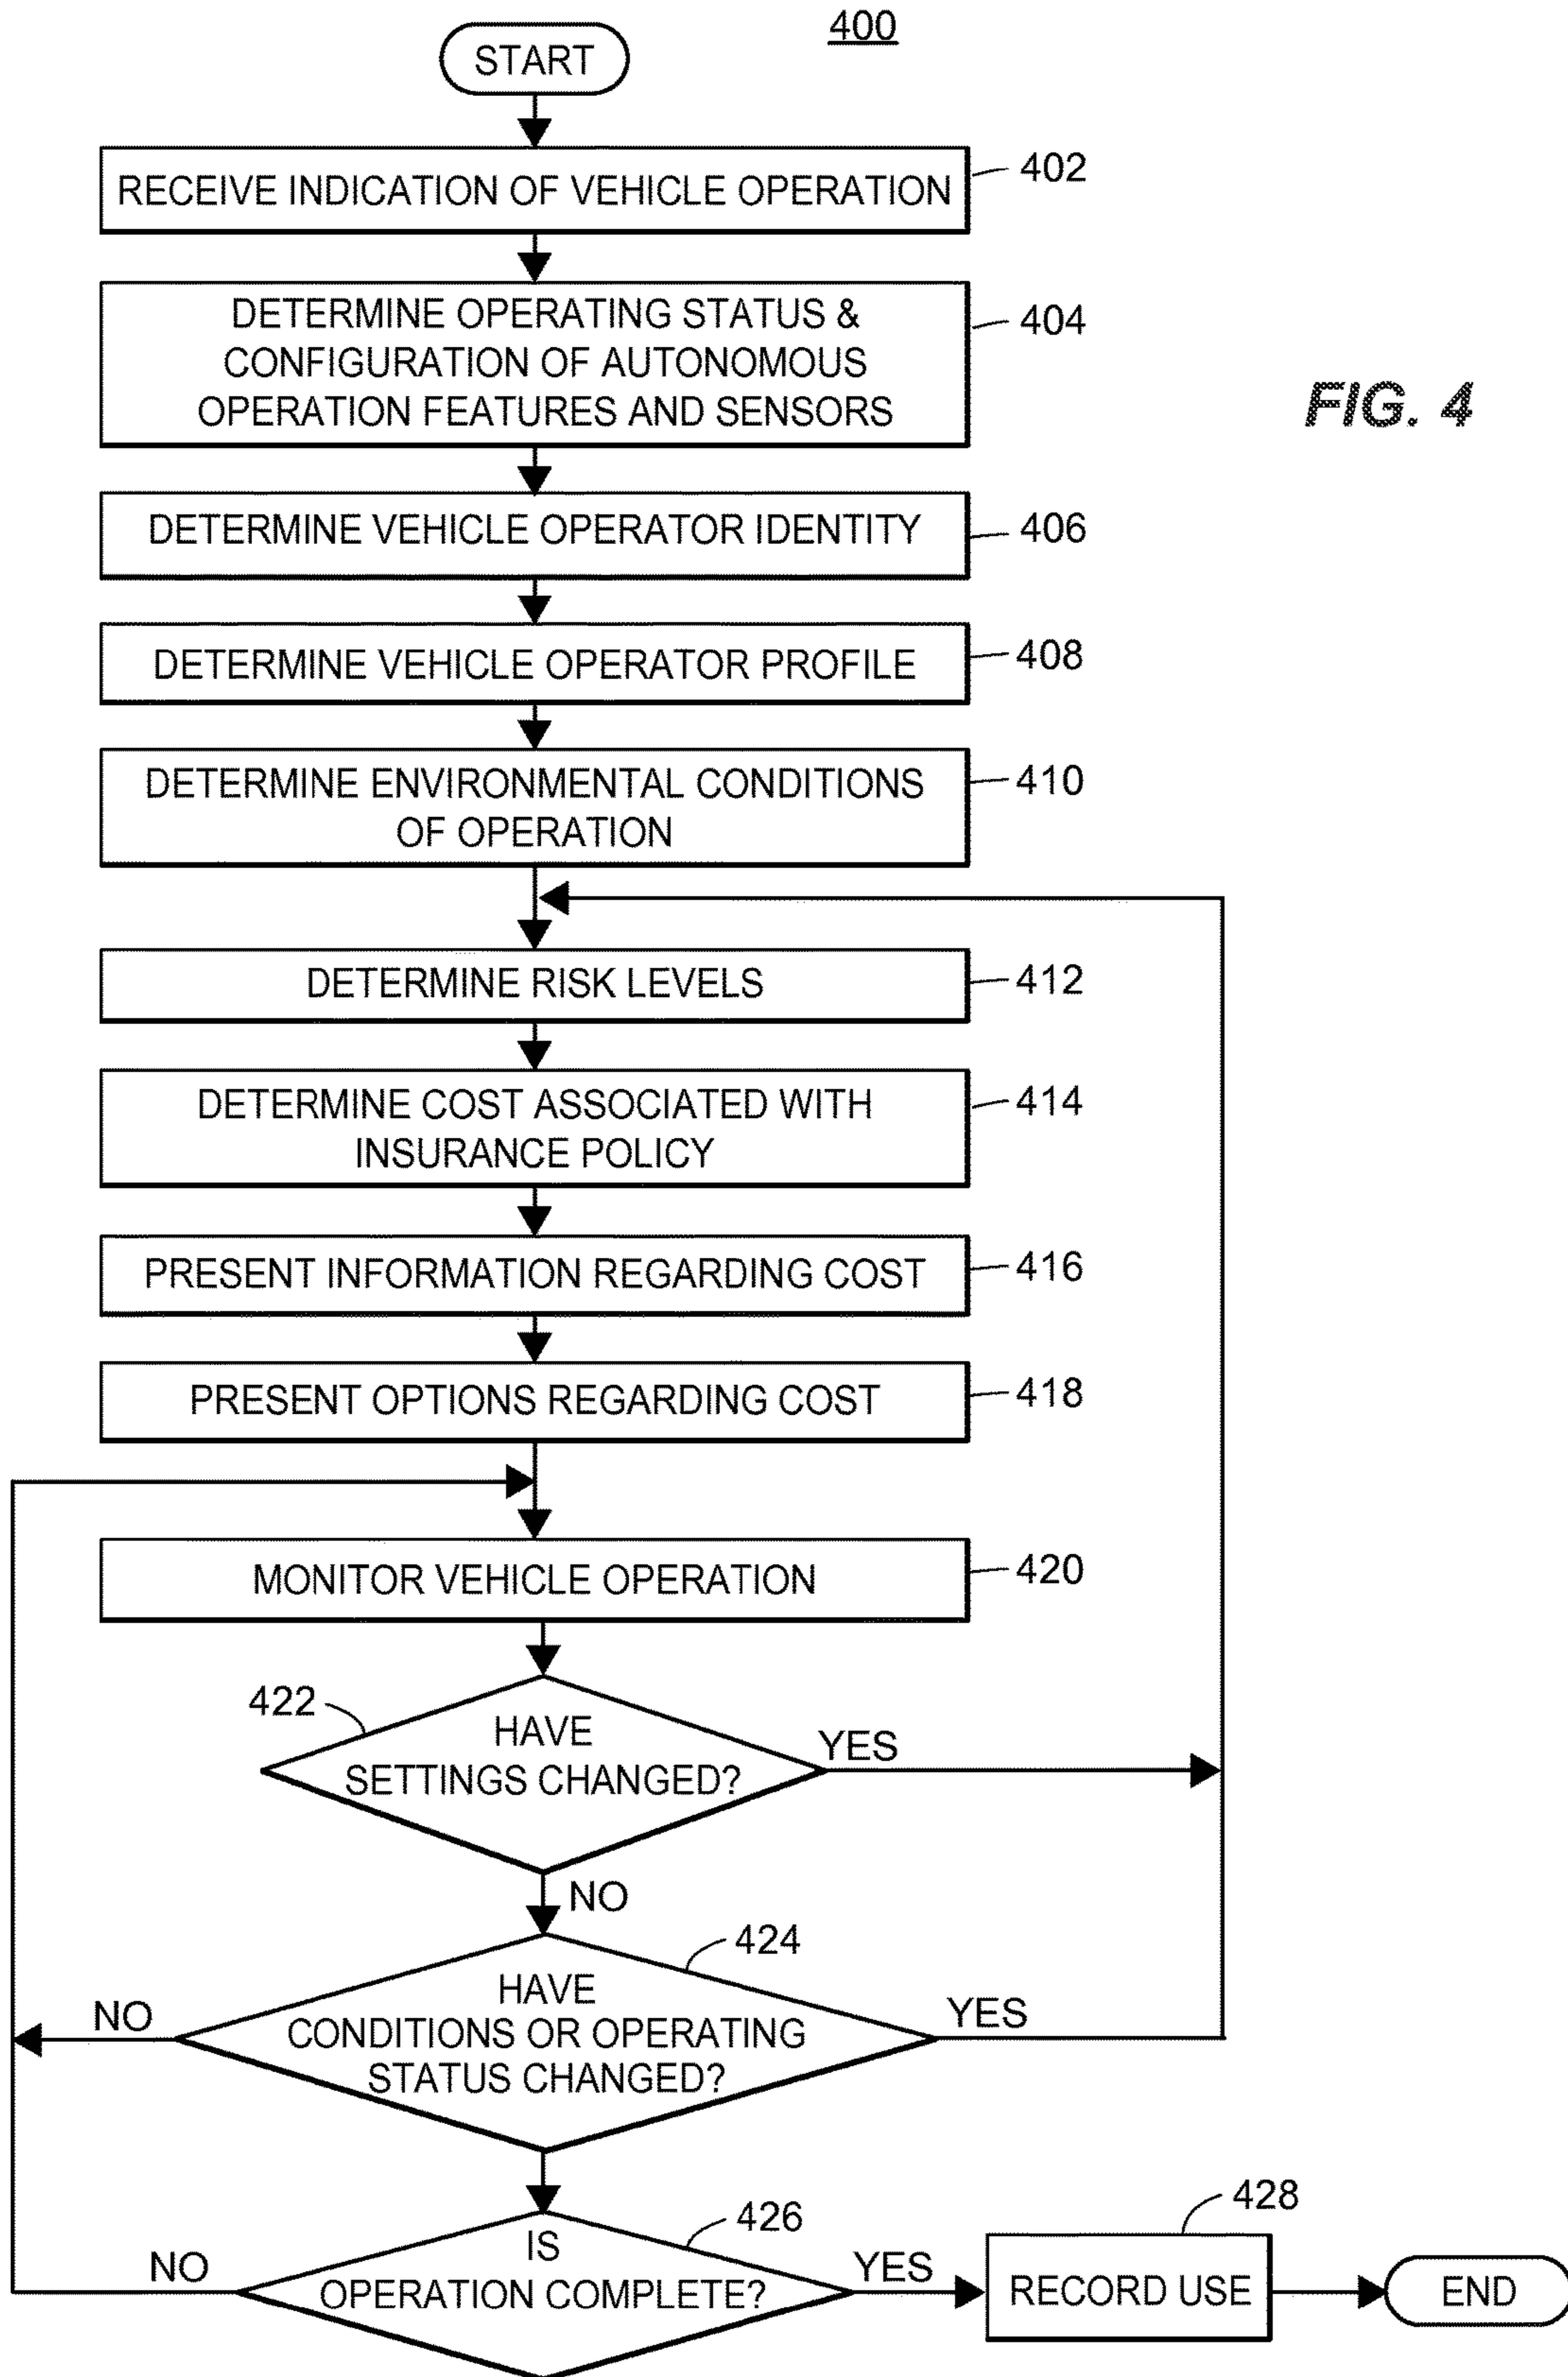 400
START
RECEIVE INDICATION OF VEHICLE OPERATION
402
DETERMINE OPERATING STATUS &
CONFIGURATION OF AUTONOMOUS
OPERATION FEATURES AND SENSORS
404
FIG. 4
DETERMINE VEHICLE OPERATOR IDENTITY
406
DETERMINE VEHICLE OPERATOR PROFILE
408
DETERMINE ENVIRONMENTAL CONDITIONS
OF OPERATION
410
DETERMINE RISK LEVELS
412
DETERMINE COST ASSOCIATED WITH
INSURANCE POLICY
414
PRESENT INFORMATION REGARDING COST
416
PRESENT OPTIONS REGARDING COST
418
MONITOR VEHICLE OPERATION
420
422
HAVE
SETTINGS CHANGED?
YES
NO
424
HAVE
CONDITIONS OR OPERATING
STATUS CHANGED?
NO
YES
426
IS
OPERATION COMPLETE?
NO
YES
428
RECORD USE
END